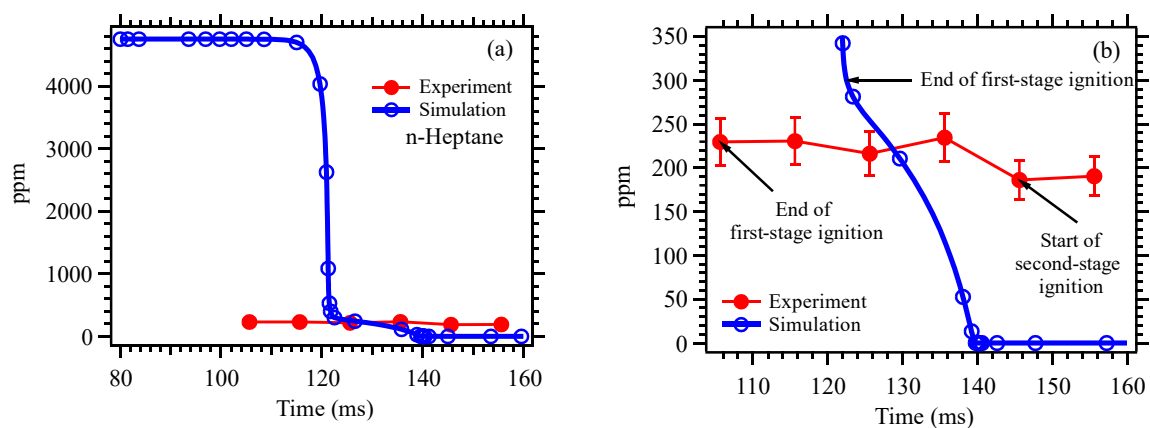 (a)
ppm
4000
3000
2000
1000
0
Experiment
Simulation
n-Heptane
80 100 120 140 160
Time (ms)
(b)
ppm
350
300
250
200
150
100
50
0
End of first-stage ignition
End of
first-stage ignition
Start of
second-stage
ignition
Experiment
Simulation
110 120 130 140 150 160
Time (ms)